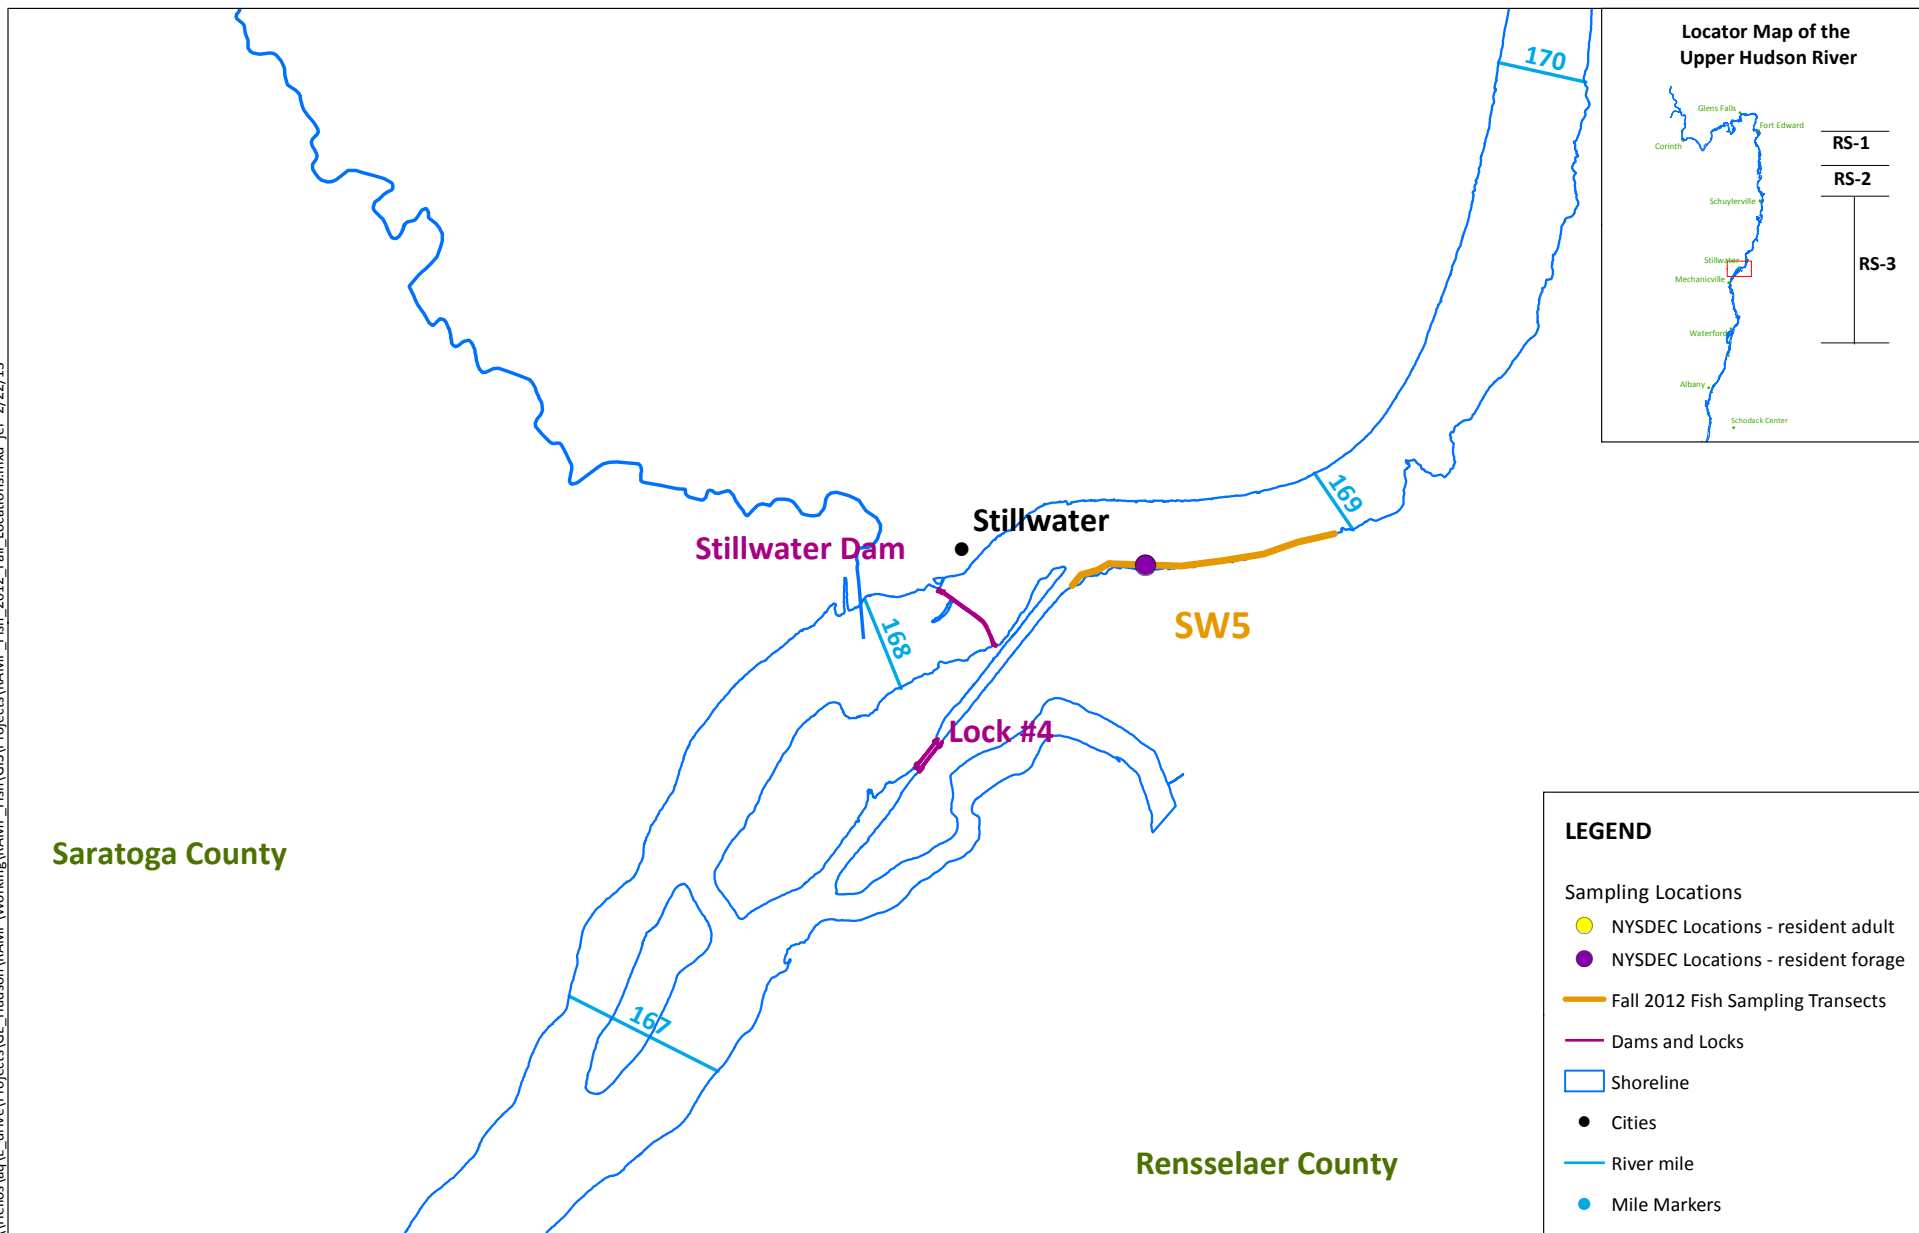 Locator Map of the
Upper Hudson River
Glens Falls
Fort Edward
Corinth
RS-1
RS-2
Schuylerville
Stillwater
RS-3
Mechanicville
Waterford
Albany
Schodack Center
170
169
Stillwater
Stillwater Dam
SW5
168
Lock #4
Saratoga County
167
Rensselaer County
LEGEND
Sampling Locations
NYSDEC Locations - resident adult
NYSDEC Locations - resident forage
Fall 2012 Fish Sampling Transects
Dams and Locks
Shoreline
Cities
River mile
Mile Markers